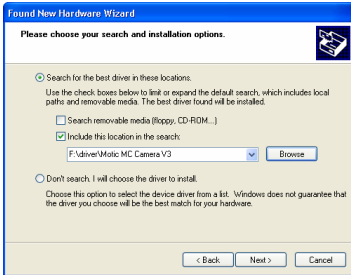 Found New Hardware Wizard
Please choose your search and installation options.
Search for the best driver in these locations.
Use the check boxes below to limit or expand the default search, which includes local
paths and removable media. The best driver found will be installed.
Search removable media (floppy, CD-ROM...)
Include this location in the search:
F:\driver\Motic MC Camera V3
Browse
Don't search. I will choose the driver to install.
Choose this option to select the device driver from a list. Windows does not guarantee that
the driver you choose will be the best match for your hardware.
< Back
Next >
Cancel